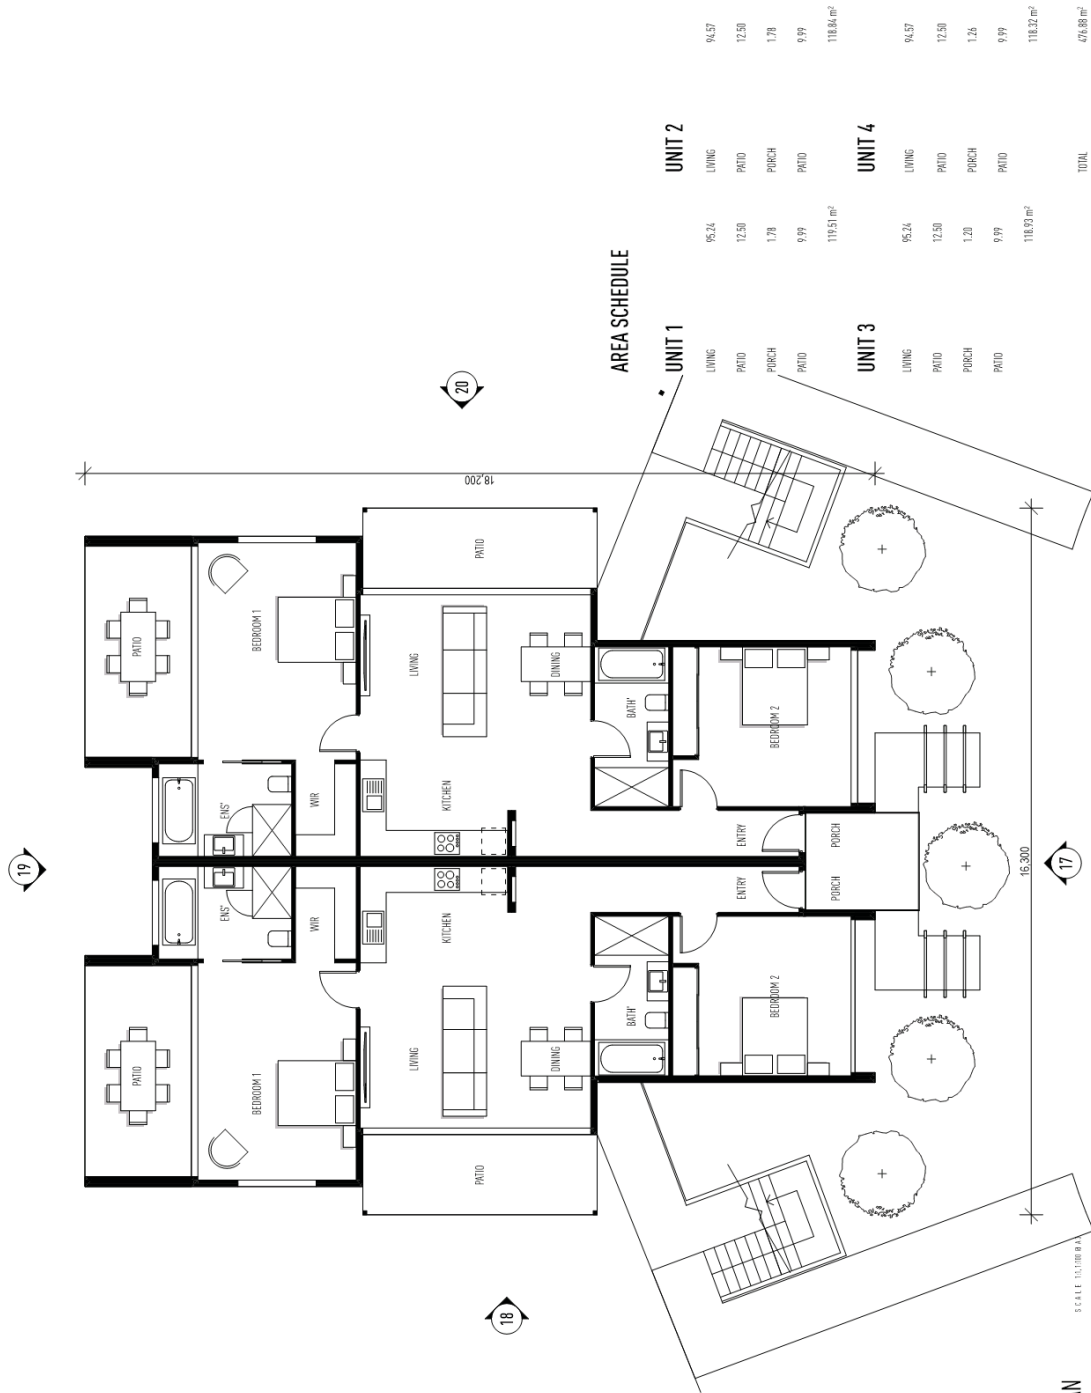 19
PATIO
PATIO
ENS'
ENS'
BEDROOM 1
BEDROOM 1
WIR
WIR
LIVING
LIVING
KITCHEN
KITCHEN
20
PATIO
PATIO
18,200
18
DINING
DINING
BATH'
BATH'
ENTRY
ENTRY
BEDROOM 2
BEDROOM 2
PORCH
PORCH
16,300
17
AREA SCHEDULE
UNIT 1
LIVING 95.24
PATIO 12.50
PORCH 1.78
PATIO 9.99
119.51 m²
UNIT 2
LIVING 94.57
PATIO 12.50
PORCH 1.78
PATIO 9.99
118.84 m²
UNIT 3
LIVING 95.24
PATIO 12.50
PORCH 1.20
PATIO 9.99
118.93 m²
UNIT 4
LIVING 94.57
PATIO 12.50
PORCH 1.26
PATIO 9.99
118.32 m²
TOTAL 476.88 m²
SCALE